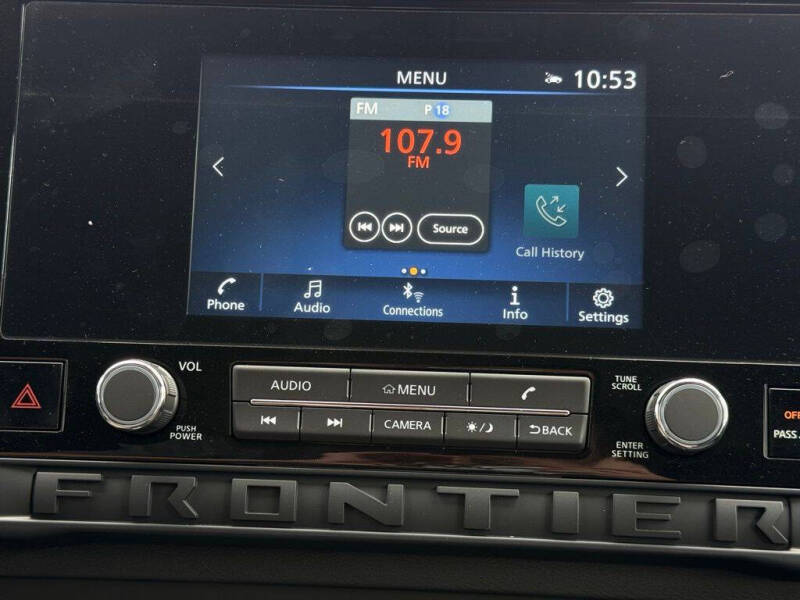 MENU
10:53
FM P 18
107.9
FM
Source
Call History
Phone
Audio
Connections
Info
Settings
VOL
PUSH
POWER
AUDIO
MENU
CAMERA
BACK
TUNE
SCROLL
ENTER
SETTING
PASS
FRONTIER